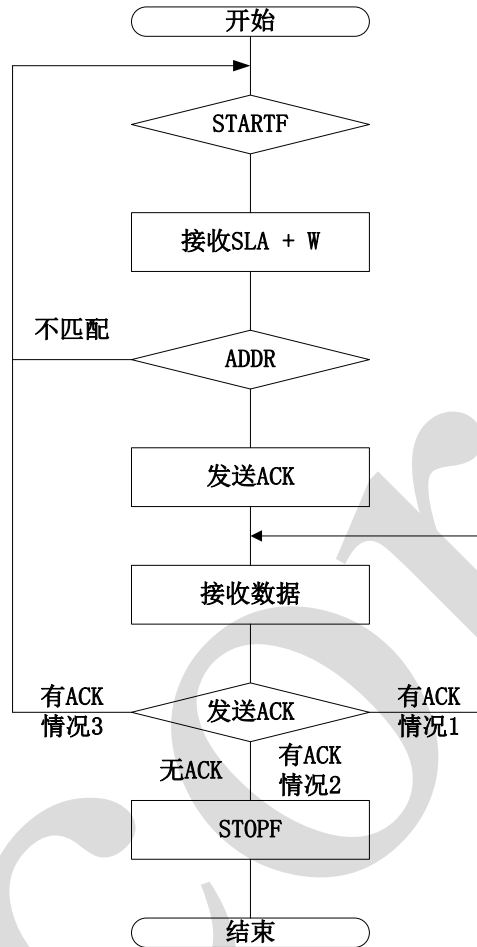 开始
STARTF
接收SLA + W
不匹配
ADDR
发送ACK
接收数据
有ACK
情况3
发送ACK
有ACK
情况1
无ACK
有ACK
情况2
STOPF
结束